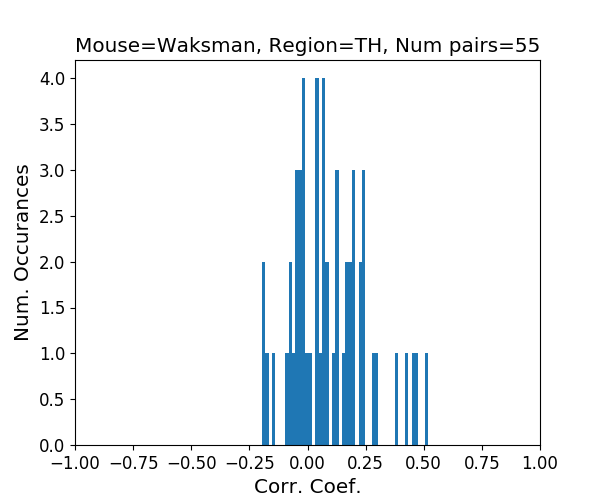 Mouse=Waksman, Region=TH, Num pairs=55
4.0
3.5
3.0
2.5
2.0
1.5
1.0
0.5
0.0
Num. Occurances
−1.00 −0.75 −0.50 −0.25 0.00 0.25 0.50 0.75 1.00
Corr. Coef.